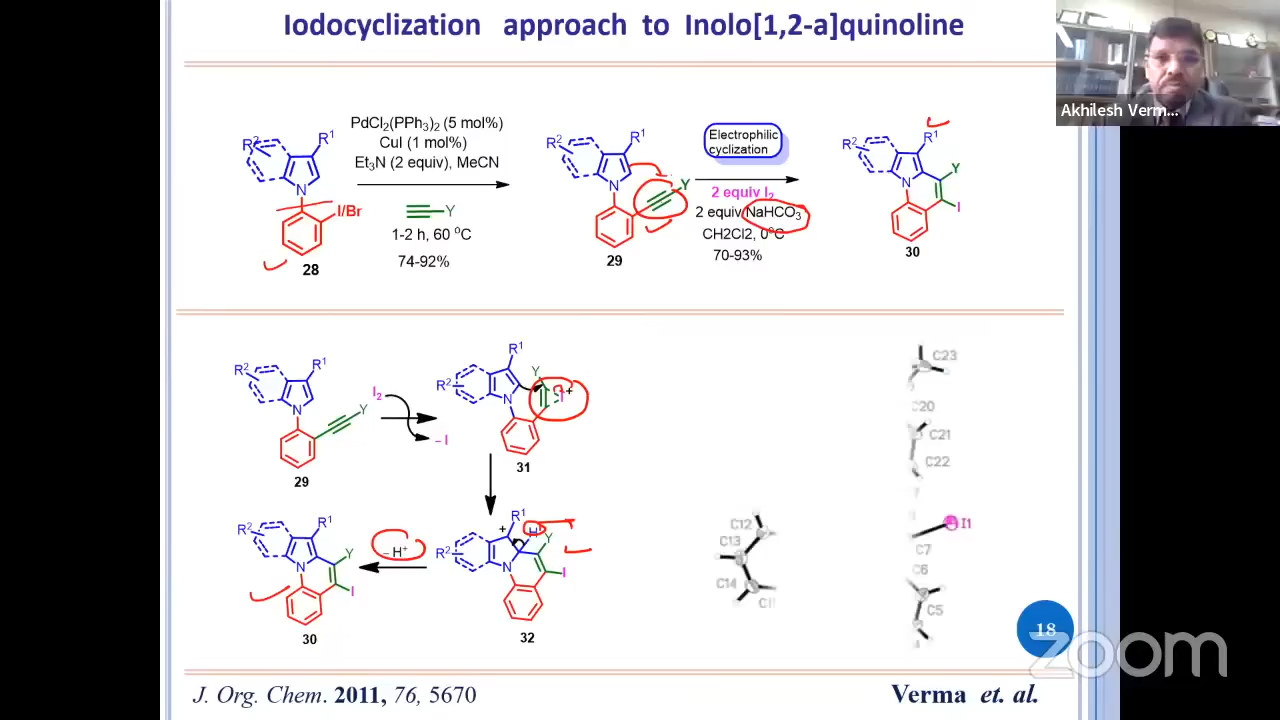 Iodocyclization approach to Inolo[1,2-a]quinoline
Akhilesh Verm...
R² R¹
N
I/Br
28
PdCl₂(PPh₃)₂ (5 mol%)
CuI (1 mol%)
Et₃N (2 equiv), MeCN
Y
1-2 h, 60 °C
74-92%
R² R¹
N
Y
29
Electrophilic
cyclization
2 equiv I₂
2 equiv NaHCO₃
CH2Cl2, 0°C
70-93%
R² R¹
N
Y
I
30
R² R¹
N
Y
29
I₂
- I
R² R¹
N
Y
I +
31
R² R¹
+
H
N
Y
I
32
- H⁺
R² R¹
N
Y
I
30
C12
C13
C14
C23
C20
C21
C22
I1
C7
C6
C5
18
zoom
J. Org. Chem. 2011, 76, 5670
Verma et. al.